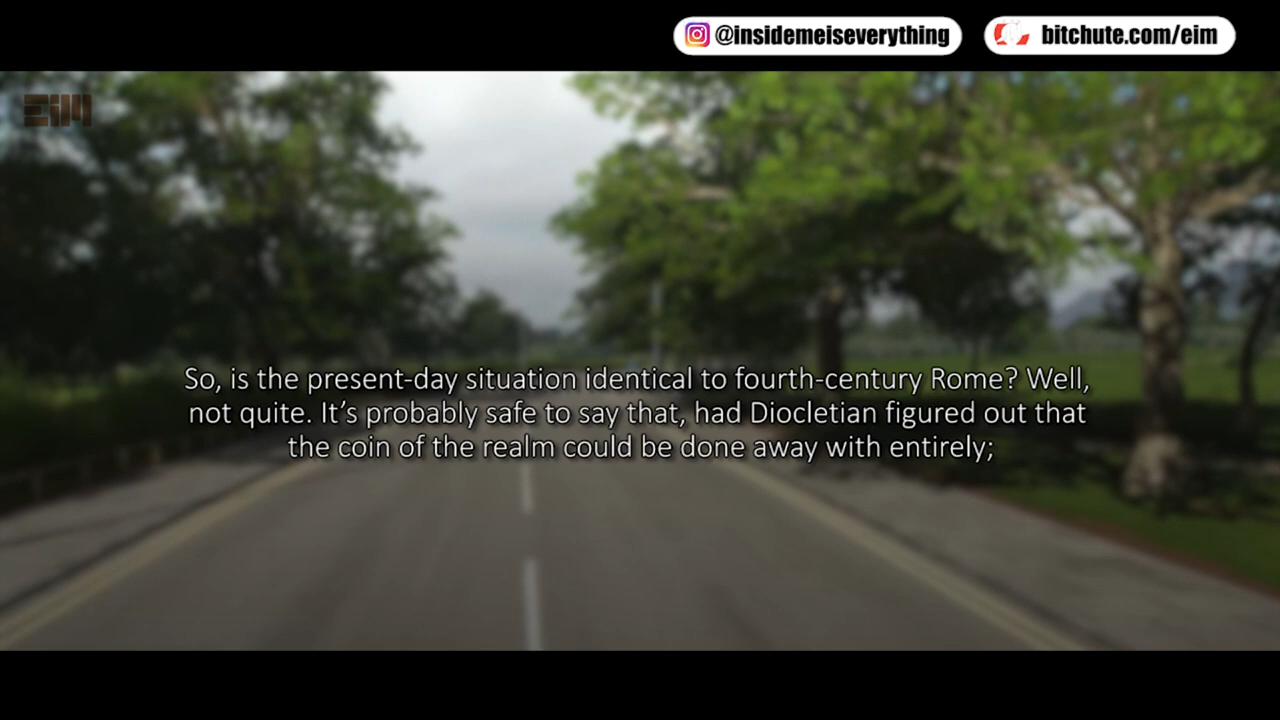 @insidemeiseverything
bitchute.com/eim
EiM
So, is the present-day situation identical to fourth-century Rome? Well,
not quite. It’s probably safe to say that, had Diocletian figured out that
the coin of the realm could be done away with entirely;